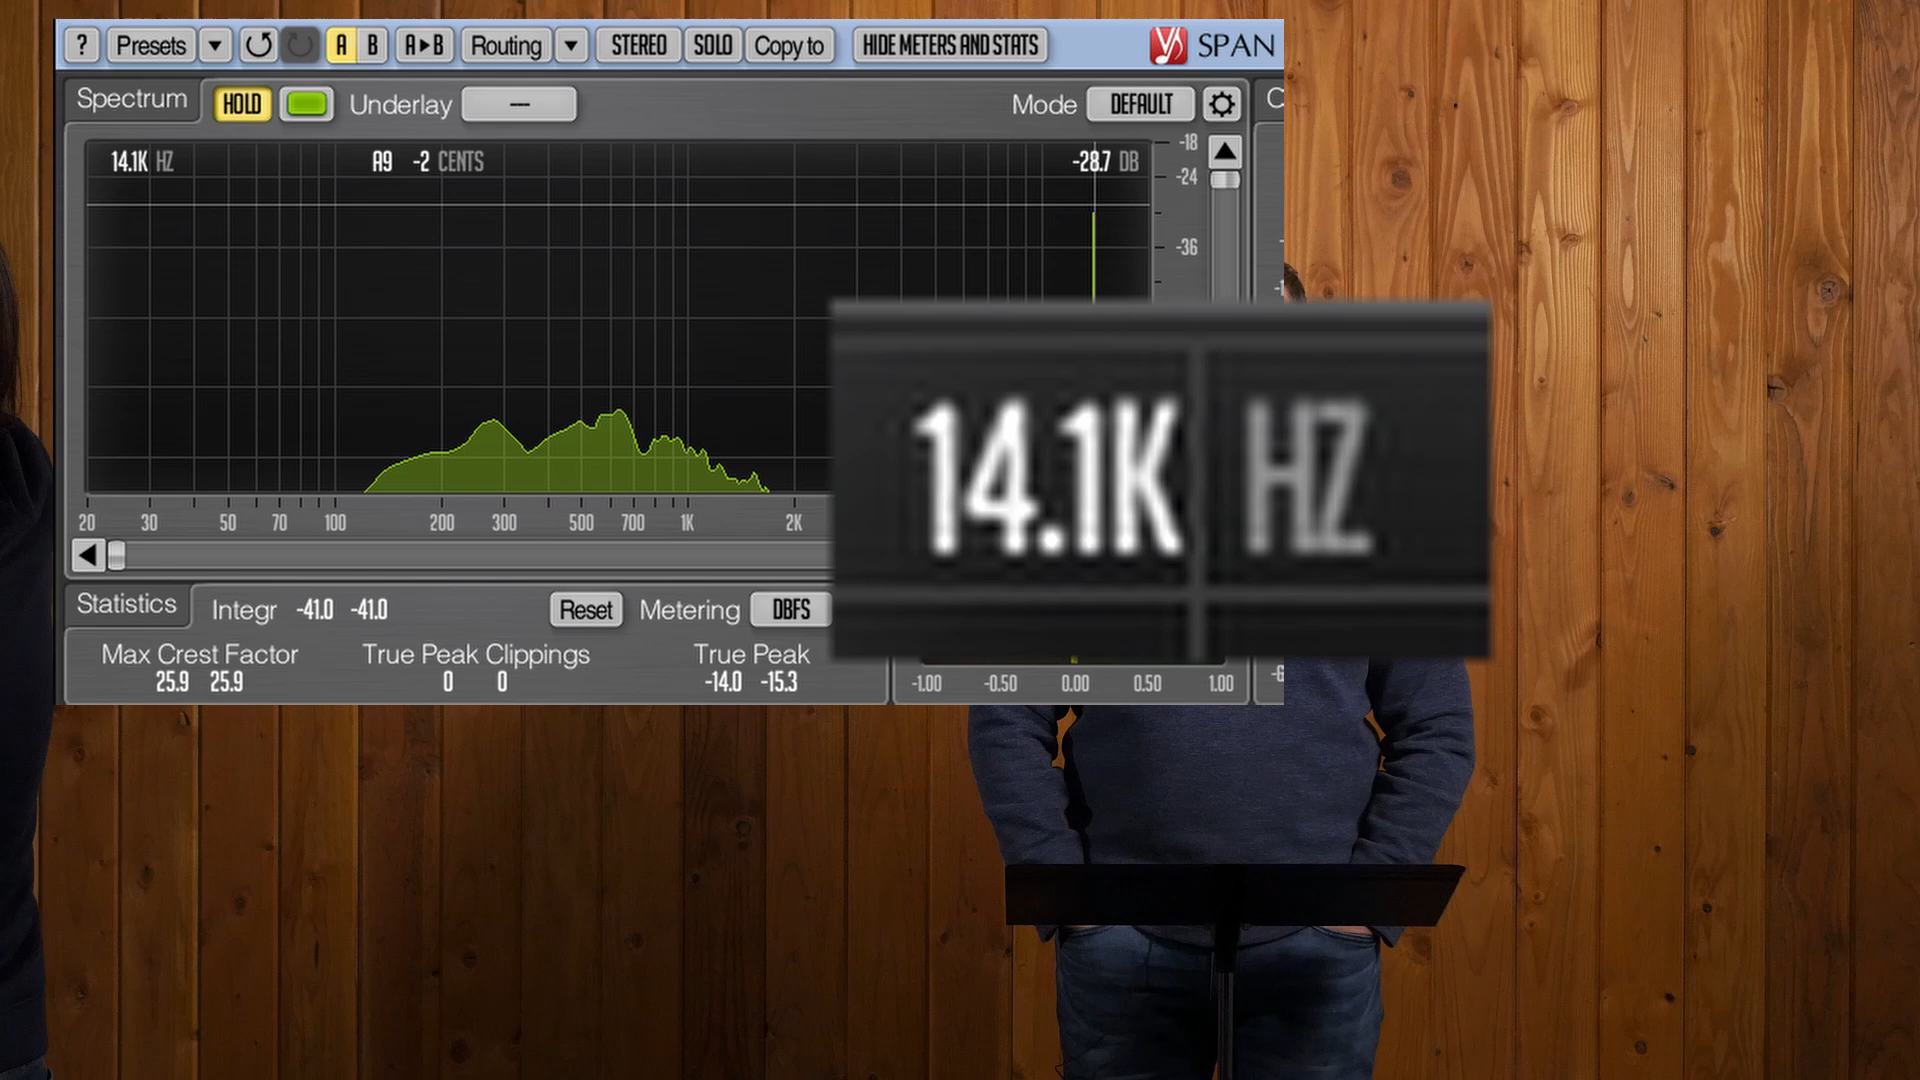 ? Presets A B A▸B Routing STEREO SOLO Copy to HIDE METERS AND STATS SPAN
Spectrum HOLD Underlay --- Mode DEFAULT
14.1K HZ A9 -2 CENTS -28.7 DB
-18
-24
-36
14.1K HZ
20 30 50 70 100 200 300 500 700 1K 2K
Statistics Integr -41.0 -41.0 Reset Metering DBFS
Max Crest Factor True Peak Clippings True Peak
25.9 25.9 0 0 -14.0 -15.3
-1.00 -0.50 0.00 0.50 1.00